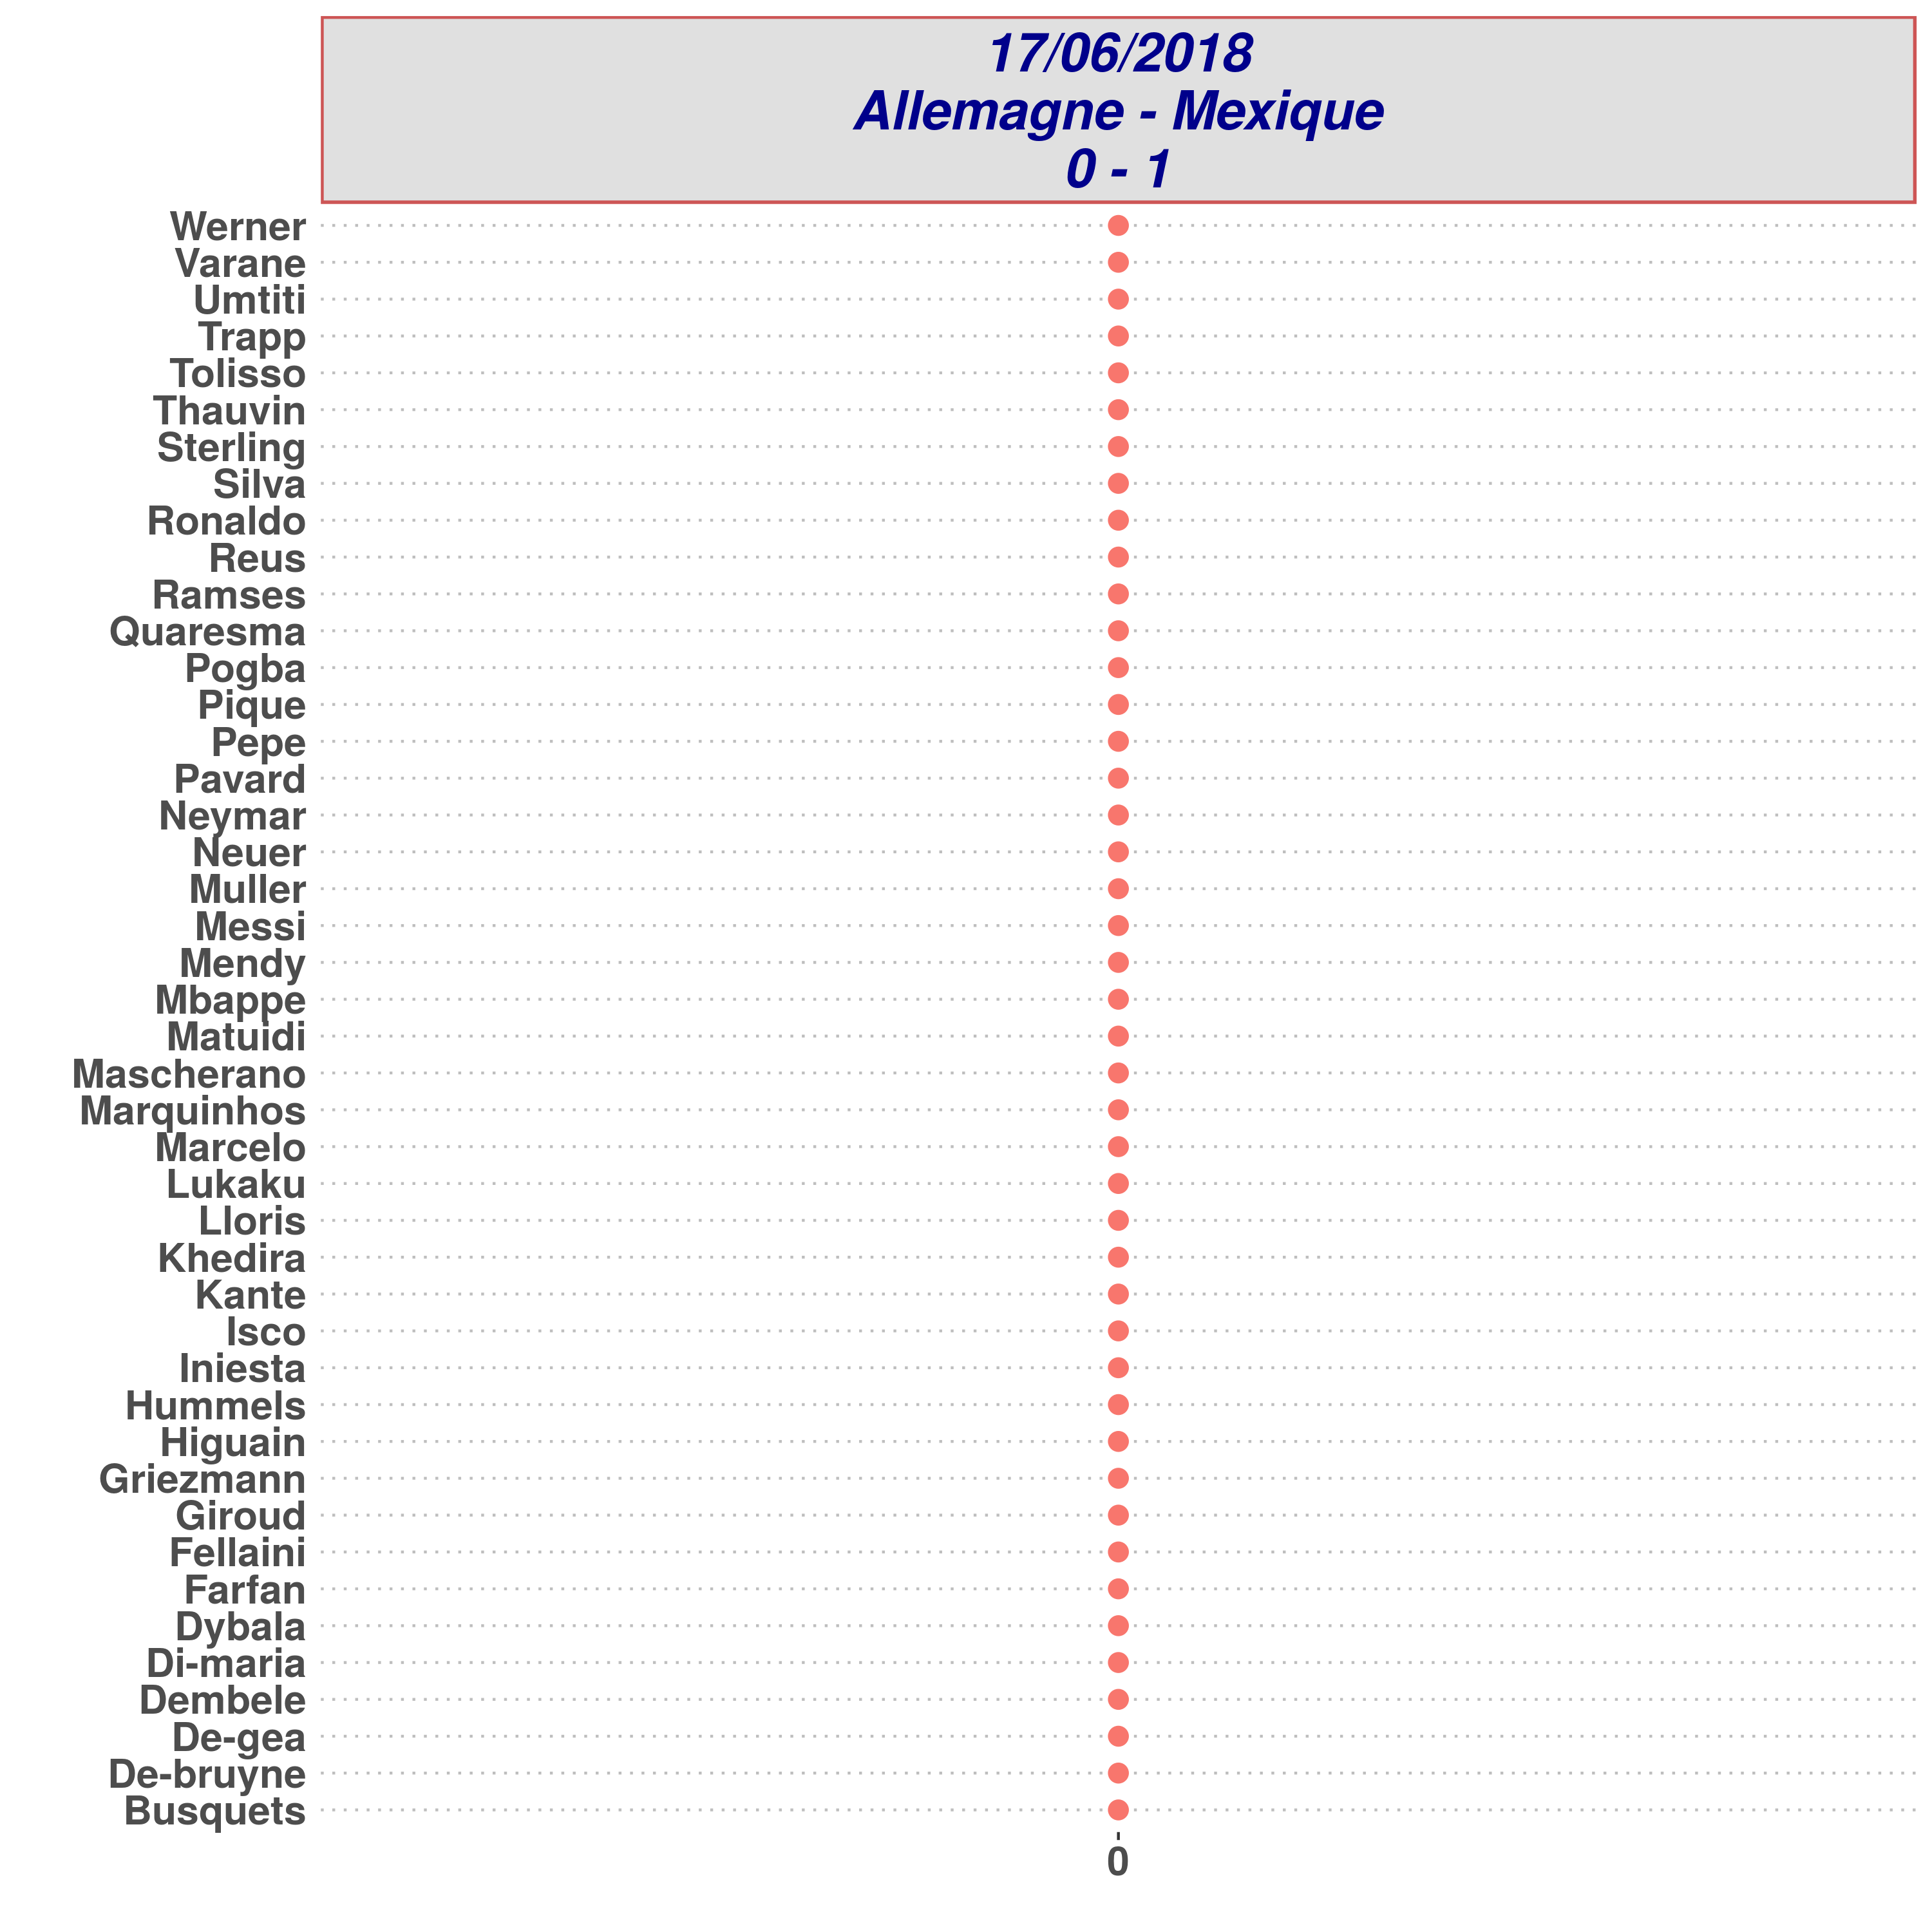 17/06/2018
Allemagne - Mexique
0 - 1
Werner
Varane
Umtiti
Trapp
Tolisso
Thauvin
Sterling
Silva
Ronaldo
Reus
Ramses
Quaresma
Pogba
Pique
Pepe
Pavard
Neymar
Neuer
Muller
Messi
Mendy
Mbappe
Matuidi
Mascherano
Marquinhos
Marcelo
Lukaku
Lloris
Khedira
Kante
Isco
Iniesta
Hummels
Higuain
Griezmann
Giroud
Fellaini
Farfan
Dybala
Di-maria
Dembele
De-gea
De-bruyne
Busquets
0